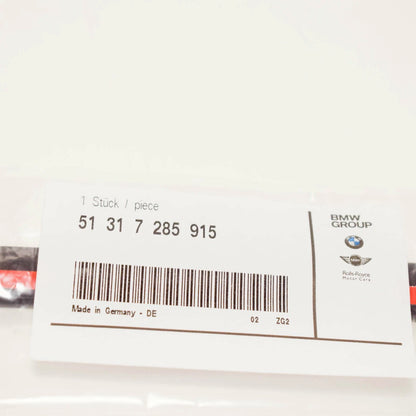 1 Stück / piece
51 31 7 285 915
Made in Germany - DE
02 ZG2
BMW
GROUP
MINI
Rolls-Royce
Motor Cars